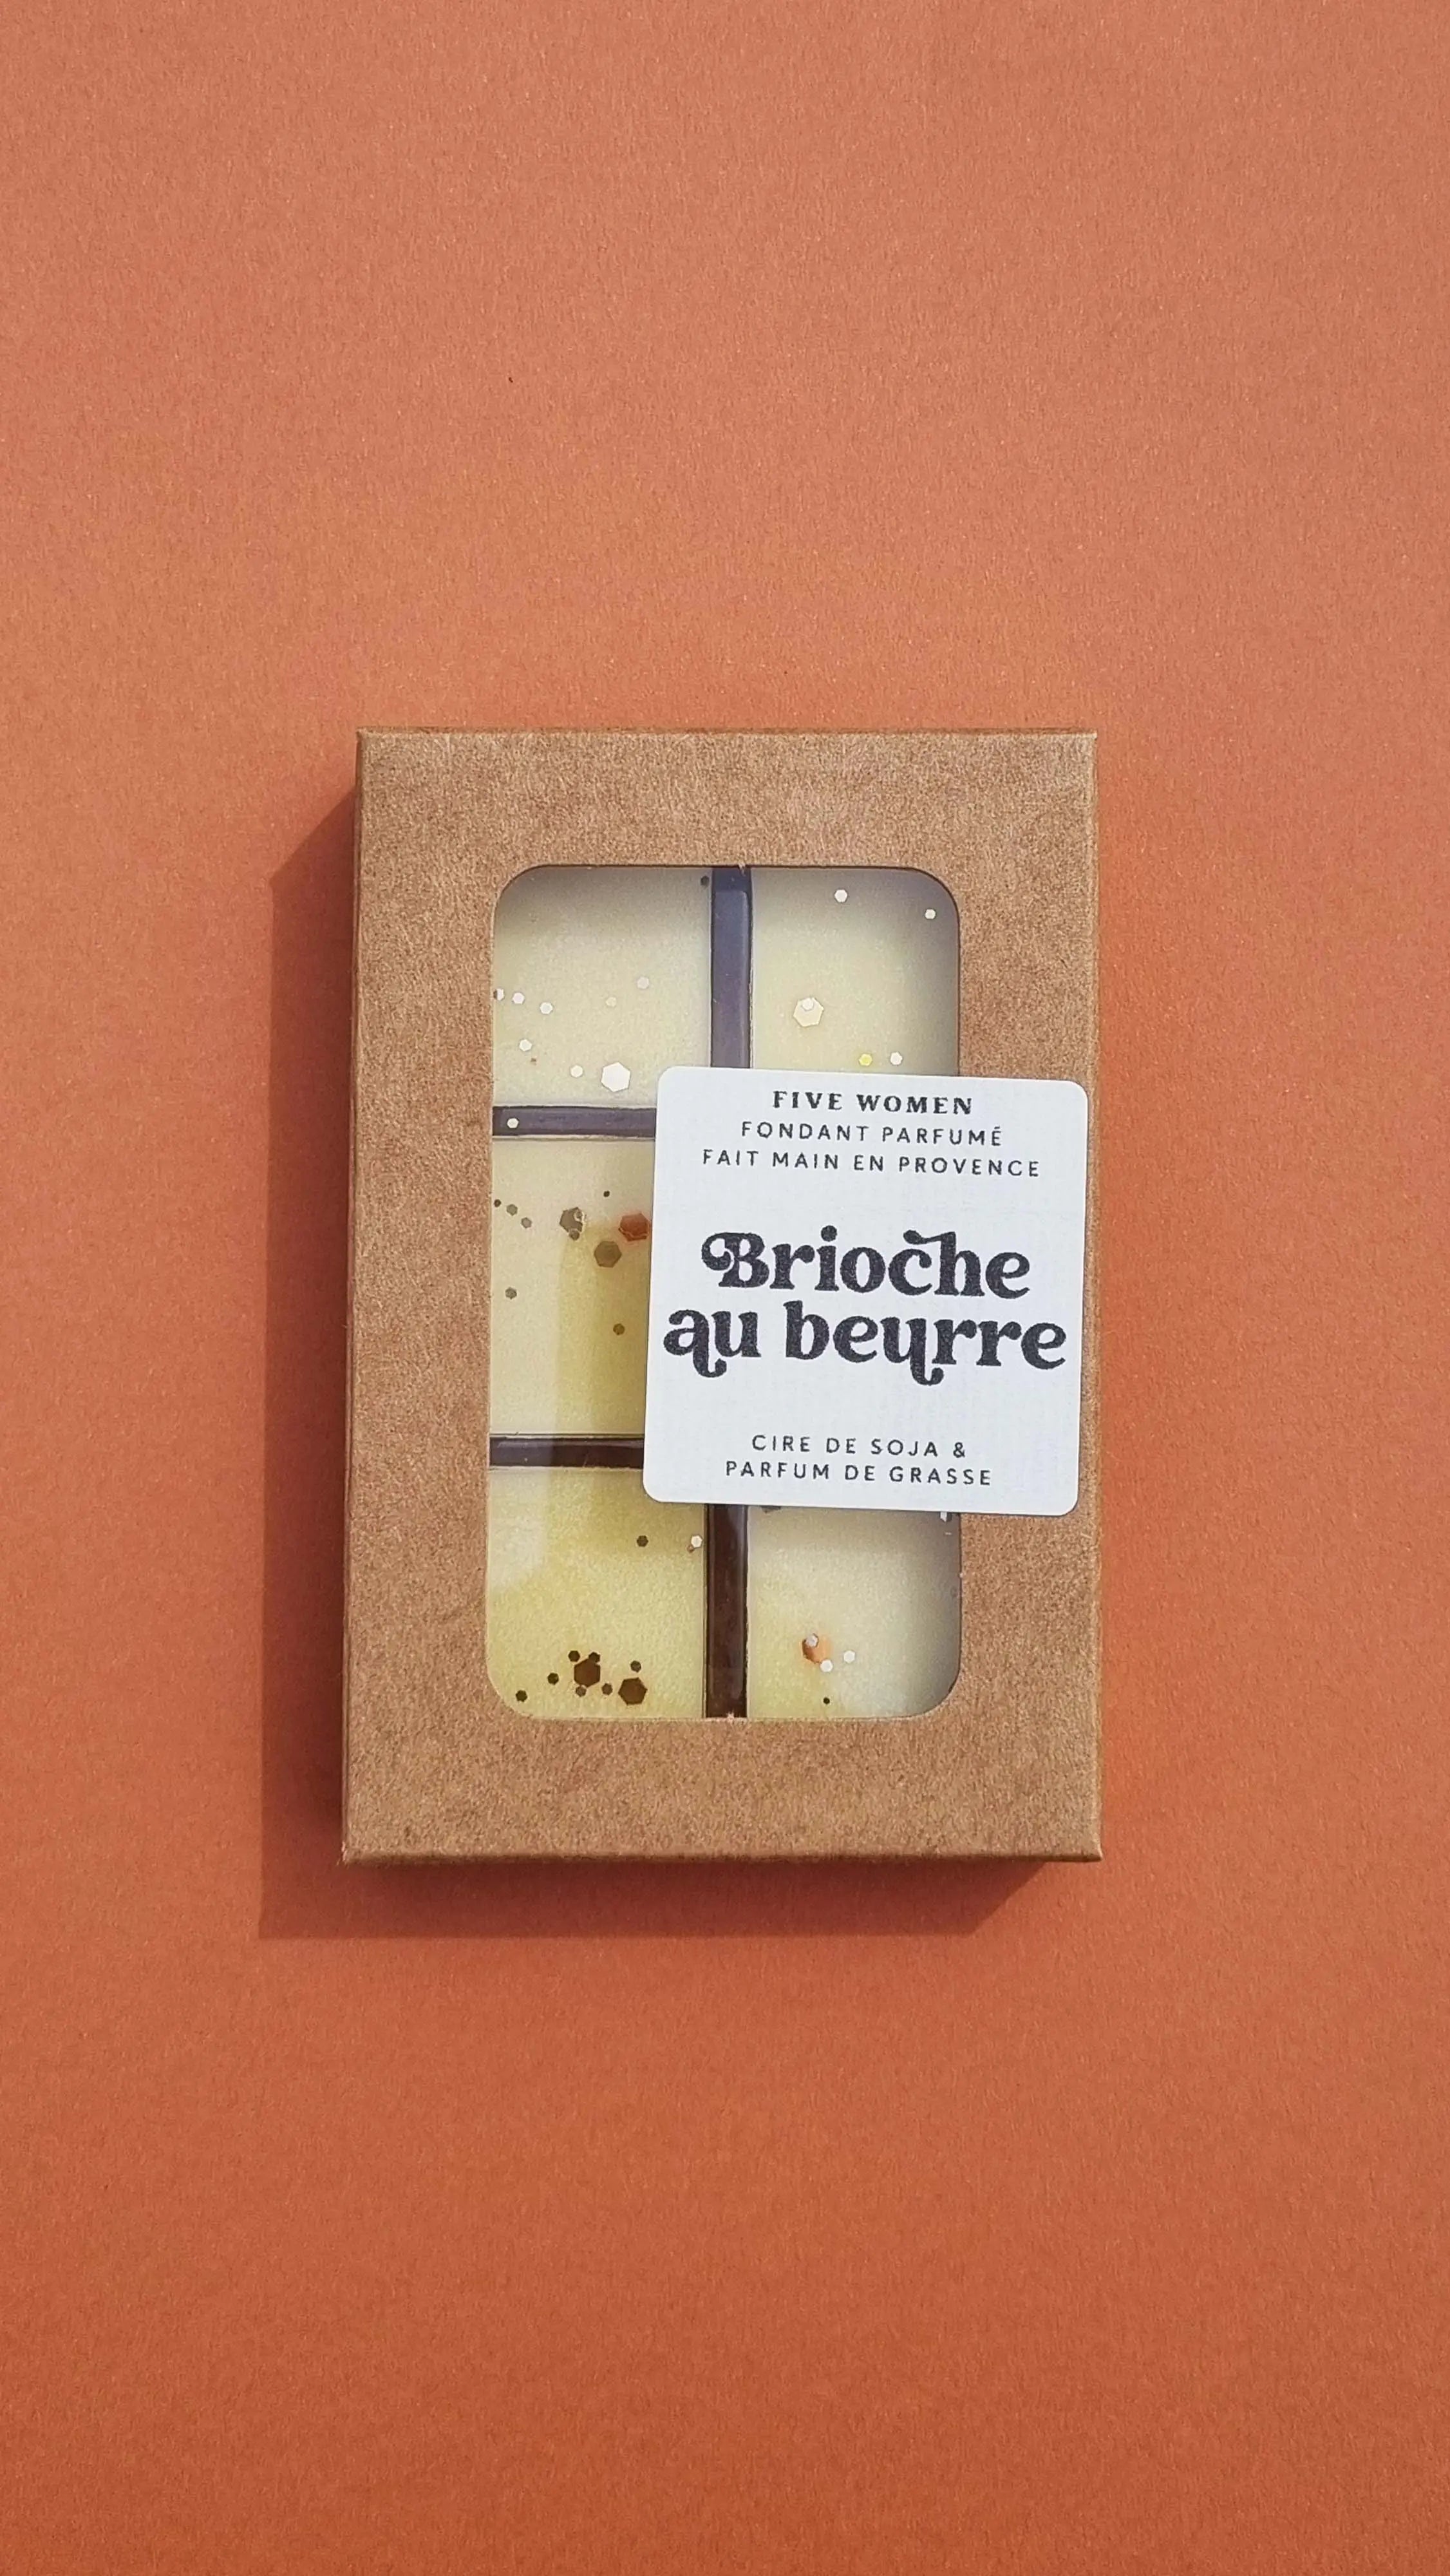 FIVE WOMEN
FONDANT PARFUMÉ
FAIT MAIN EN PROVENCE
Brioche
au beurre
CIRE DE SOJA &
PARFUM DE GRASSE